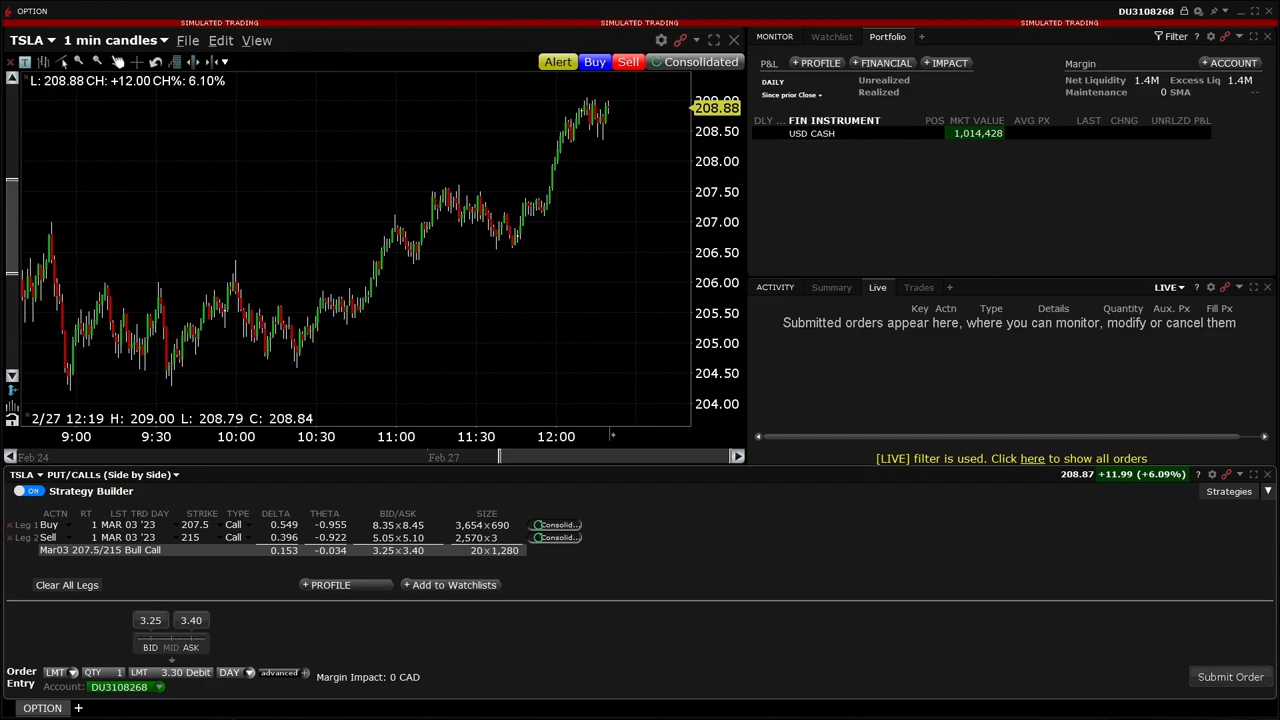 OPTION
DU3108268
SIMULATED TRADING SIMULATED TRADING SIMULATED TRADING
TSLA 1 min candles File Edit View
Alert Buy Sell Consolidated
L: 208.88 CH: +12.00 CH%: 6.10%
209.00
208.88
208.50
208.00
207.50
207.00
206.50
206.00
205.50
205.00
204.50
204.00
2/27 12:19 H: 209.00 L: 208.79 C: 208.84
9:00 9:30 10:00 10:30 11:00 11:30 12:00
Feb 24 Feb 27
MONITOR Watchlist Portfolio + Filter ?
P&L + PROFILE + FINANCIAL + IMPACT Margin + ACCOUNT
DAILY Unrealized Net Liquidity 1.4M Excess Liq 1.4M
Since prior Close Realized Maintenance 0 SMA --
DLY ... FIN INSTRUMENT POS MKT VALUE AVG PX LAST CHNG UNRLZD P&L
USD CASH 1,014,428
ACTIVITY Summary Live Trades + LIVE ?
Key Actn Type Details Quantity Aux. Px Fill Px
Submitted orders appear here, where you can monitor, modify or cancel them
[LIVE] filter is used. Click here to show all orders
TSLA PUT/CALLs (Side by Side) 208.87 +11.99 (+6.09%) ?
ON Strategy Builder Strategies
ACTN RT LST TRD DAY STRIKE TYPE DELTA THETA BID/ASK SIZE
Leg 1 Buy 1 MAR 03 '23 207.5 Call 0.549 -0.955 8.35 x 8.45 3,654 x 690 Consolid...
Leg 2 Sell 1 MAR 03 '23 215 Call 0.396 -0.922 5.05 x 5.10 2,570 x 3 Consolid...
Mar03 207.5/215 Bull Call 0.153 -0.034 3.25 x 3.40 20 x 1,280
Clear All Legs + PROFILE + Add to Watchlists
3.25 3.40
BID MID ASK
Order Entry LMT QTY 1 LMT 3.30 Debit DAY advanced + Margin Impact: 0 CAD Submit Order
Account: DU3108268
OPTION +